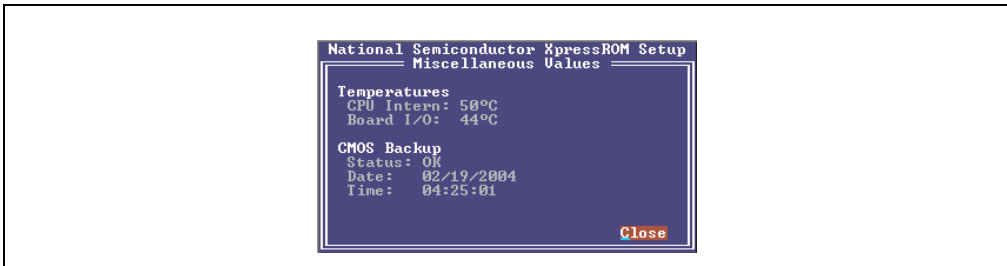 National Semiconductor XpressROM Setup
Miscellaneous Values
Temperatures
CPU Intern: 50ºC
Board I/O: 44ºC
CMOS Backup
Status: OK
Date: 02/19/2004
Time: 04:25:01
Close